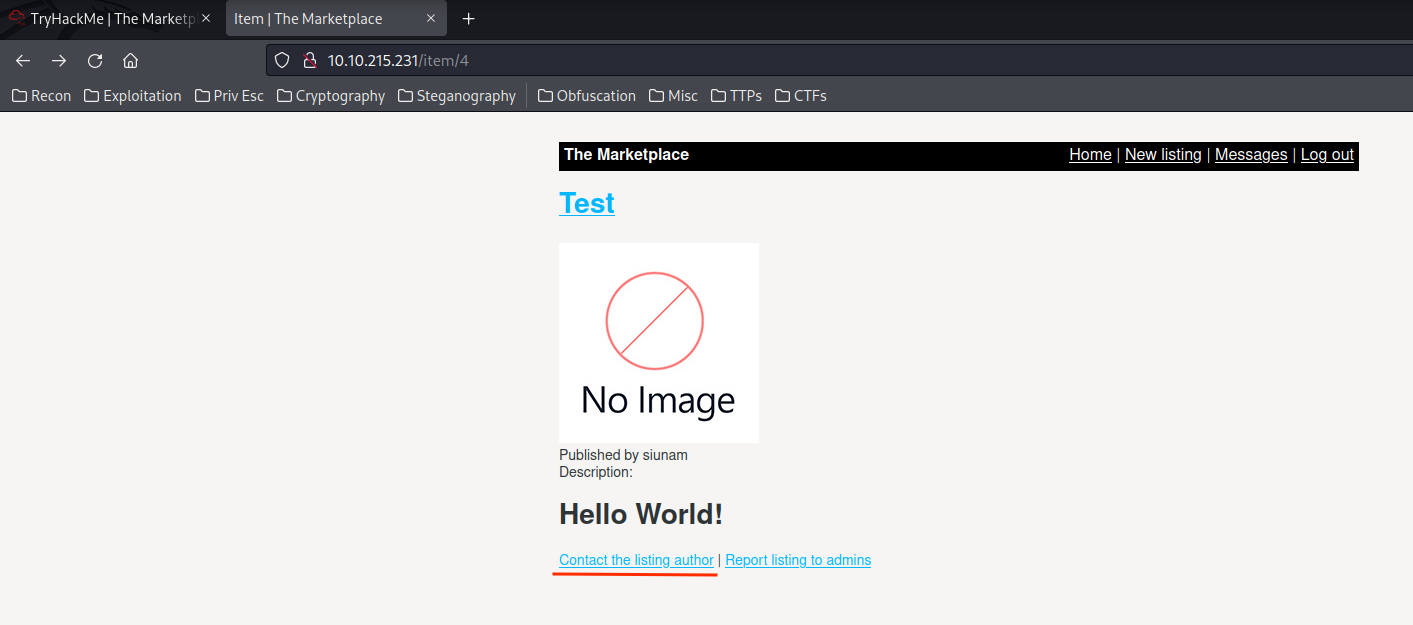 TryHackMe | The Marketp
Item | The Marketplace
10.10.215.231/item/4
Recon Exploitation Priv Esc Cryptography Steganography Obfuscation Misc TTPs CTFs
The Marketplace Home | New listing | Messages | Log out
Test
No Image
Published by siunam
Description:
Hello World!
Contact the listing author | Report listing to admins